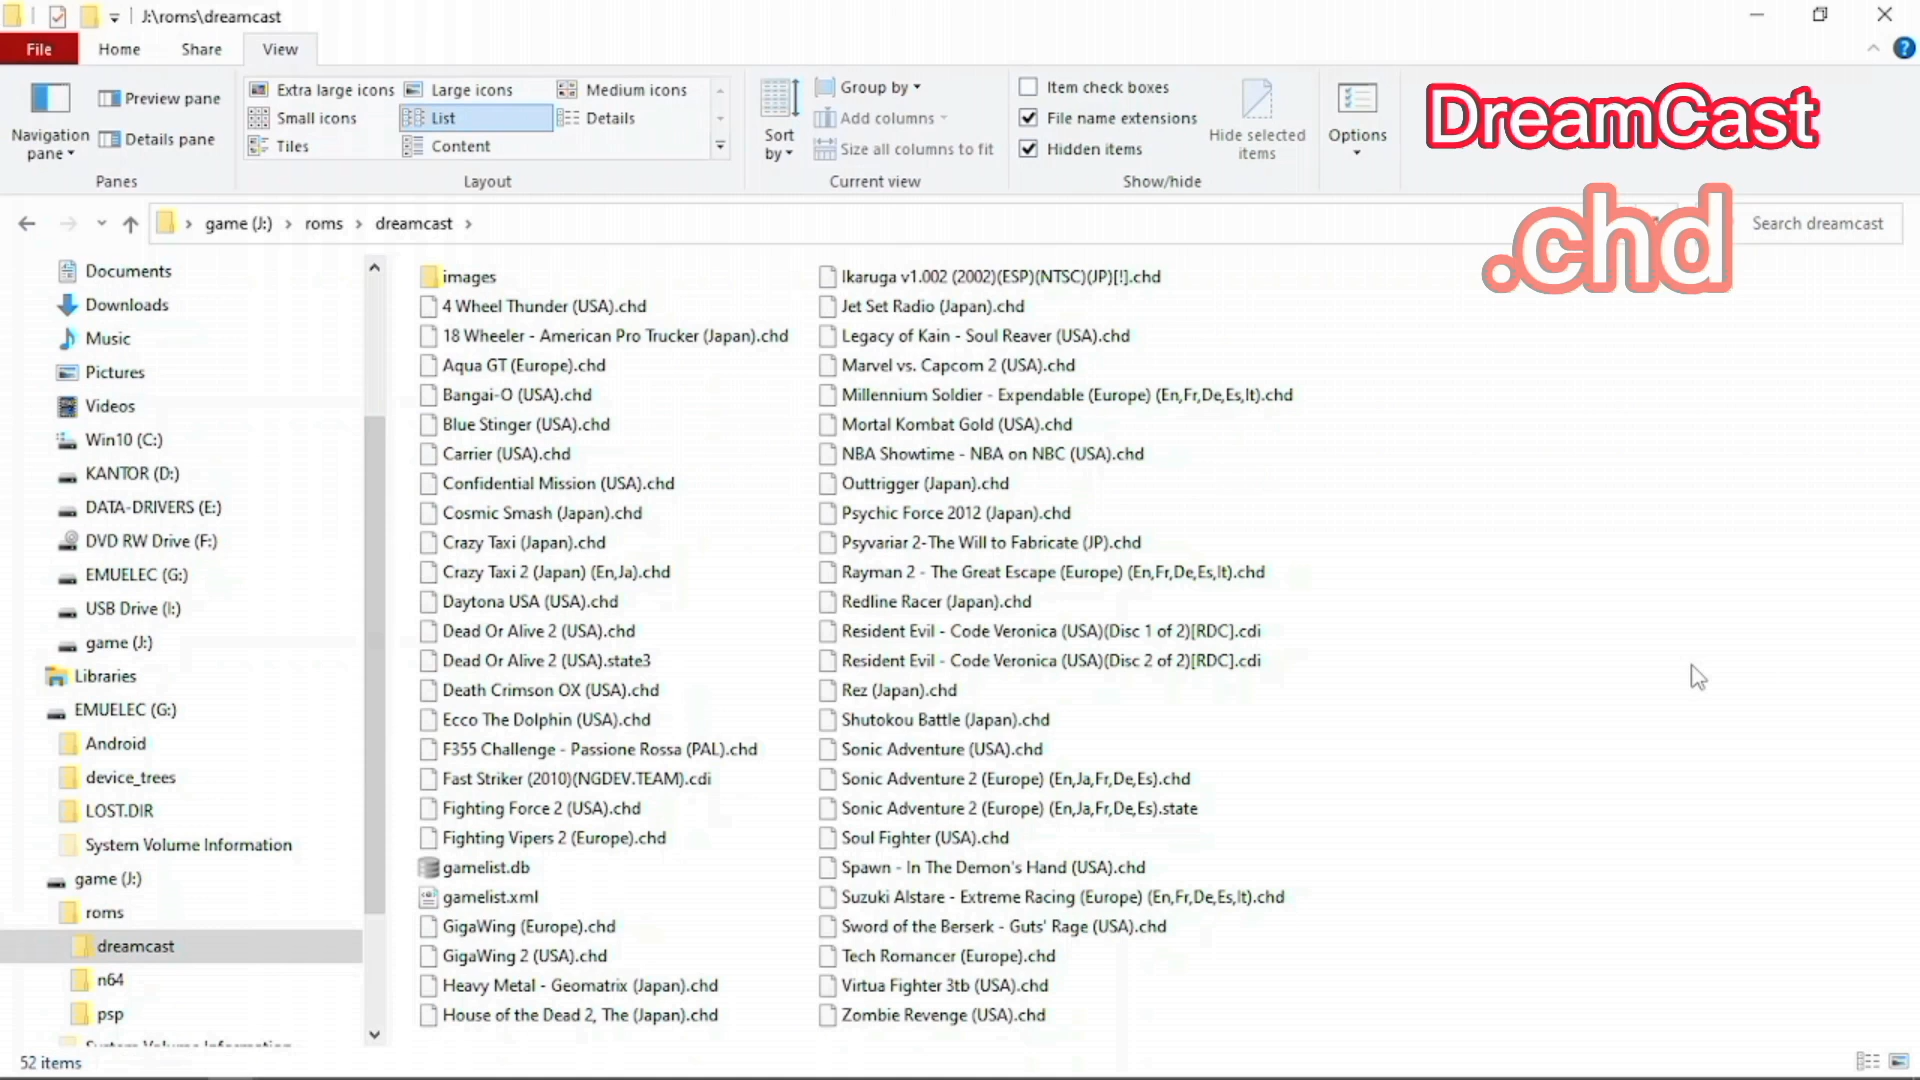 J:\roms\dreamcast
File Home Share View
Navigation pane
Preview pane
Details pane
Panes
Extra large icons Large icons Medium icons
Small icons List Details
Tiles Content
Layout
Sort by
Group by
Add columns
Size all columns to fit
Current view
Item check boxes
File name extensions
Hidden items
Hide selected items
Show/hide
Options
DreamCast
.chd
game (J:) roms dreamcast
Search dreamcast
Documents
Downloads
Music
Pictures
Videos
Win10 (C:)
KANTOR (D:)
DATA-DRIVERS (E:)
DVD RW Drive (F:)
EMUELEC (G:)
USB Drive (I:)
game (J:)
Libraries
EMUELEC (G:)
Android
device_trees
LOST.DIR
System Volume Information
game (J:)
roms
dreamcast
n64
psp
System Volume Information
images
4 Wheel Thunder (USA).chd
18 Wheeler - American Pro Trucker (Japan).chd
Aqua GT (Europe).chd
Bangai-O (USA).chd
Blue Stinger (USA).chd
Carrier (USA).chd
Confidential Mission (USA).chd
Cosmic Smash (Japan).chd
Crazy Taxi (Japan).chd
Crazy Taxi 2 (Japan) (En,Ja).chd
Daytona USA (USA).chd
Dead Or Alive 2 (USA).chd
Dead Or Alive 2 (USA).state3
Death Crimson OX (USA).chd
Ecco The Dolphin (USA).chd
F355 Challenge - Passione Rossa (PAL).chd
Fast Striker (2010)(NGDEV.TEAM).cdi
Fighting Force 2 (USA).chd
Fighting Vipers 2 (Europe).chd
gamelist.db
gamelist.xml
GigaWing (Europe).chd
GigaWing 2 (USA).chd
Heavy Metal - Geomatrix (Japan).chd
House of the Dead 2, The (Japan).chd
Ikaruga v1.002 (2002)(ESP)(NTSC)(JP)[!].chd
Jet Set Radio (Japan).chd
Legacy of Kain - Soul Reaver (USA).chd
Marvel vs. Capcom 2 (USA).chd
Millennium Soldier - Expendable (Europe) (En,Fr,De,Es,It).chd
Mortal Kombat Gold (USA).chd
NBA Showtime - NBA on NBC (USA).chd
Outtrigger (Japan).chd
Psychic Force 2012 (Japan).chd
Psyvariar 2-The Will to Fabricate (JP).chd
Rayman 2 - The Great Escape (Europe) (En,Fr,De,Es,It).chd
Redline Racer (Japan).chd
Resident Evil - Code Veronica (USA)(Disc 1 of 2)[RDC].cdi
Resident Evil - Code Veronica (USA)(Disc 2 of 2)[RDC].cdi
Rez (Japan).chd
Shutokou Battle (Japan).chd
Sonic Adventure (USA).chd
Sonic Adventure 2 (Europe) (En,Ja,Fr,De,Es).chd
Sonic Adventure 2 (Europe) (En,Ja,Fr,De,Es).state
Soul Fighter (USA).chd
Spawn - In The Demon's Hand (USA).chd
Suzuki Alstare - Extreme Racing (Europe) (En,Fr,De,Es,It).chd
Sword of the Berserk - Guts' Rage (USA).chd
Tech Romancer (Europe).chd
Virtua Fighter 3tb (USA).chd
Zombie Revenge (USA).chd
52 items